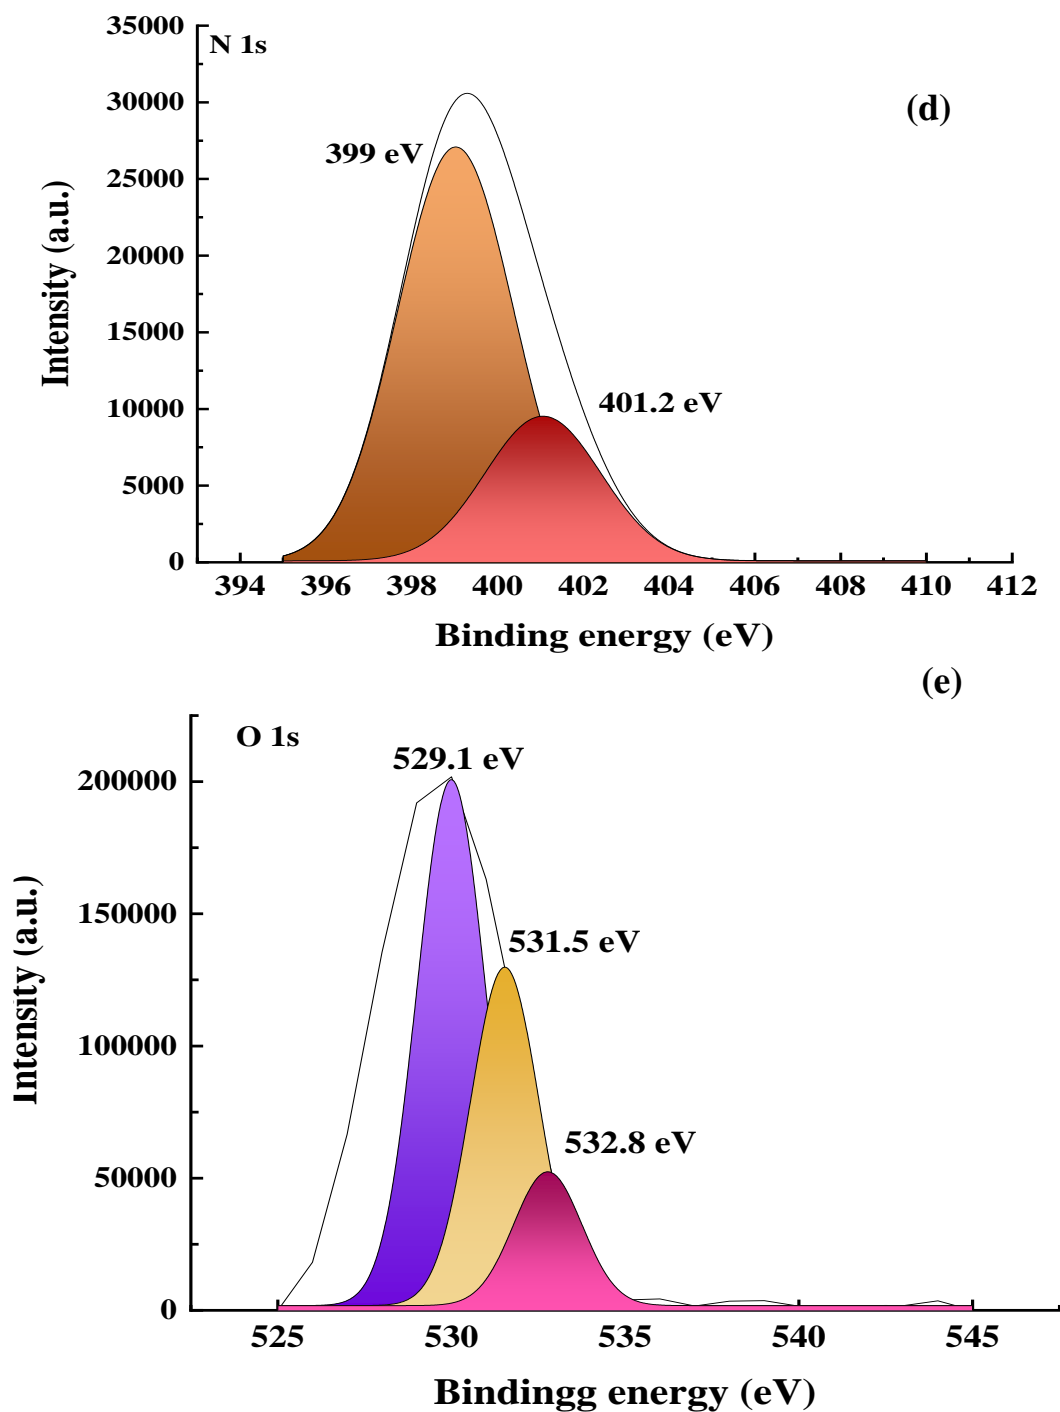 35000
N 1s
30000
(d)
399 eV
25000
20000
15000
10000
401.2 eV
5000
0
394 396 398 400 402 404 406 408 410 412
Intensity (a.u.)
Binding energy (eV)
(e)
O 1s
529.1 eV
200000
150000
531.5 eV
100000
532.8 eV
50000
0
525 530 535 540 545
Intensity (a.u.)
Bindingg energy (eV)